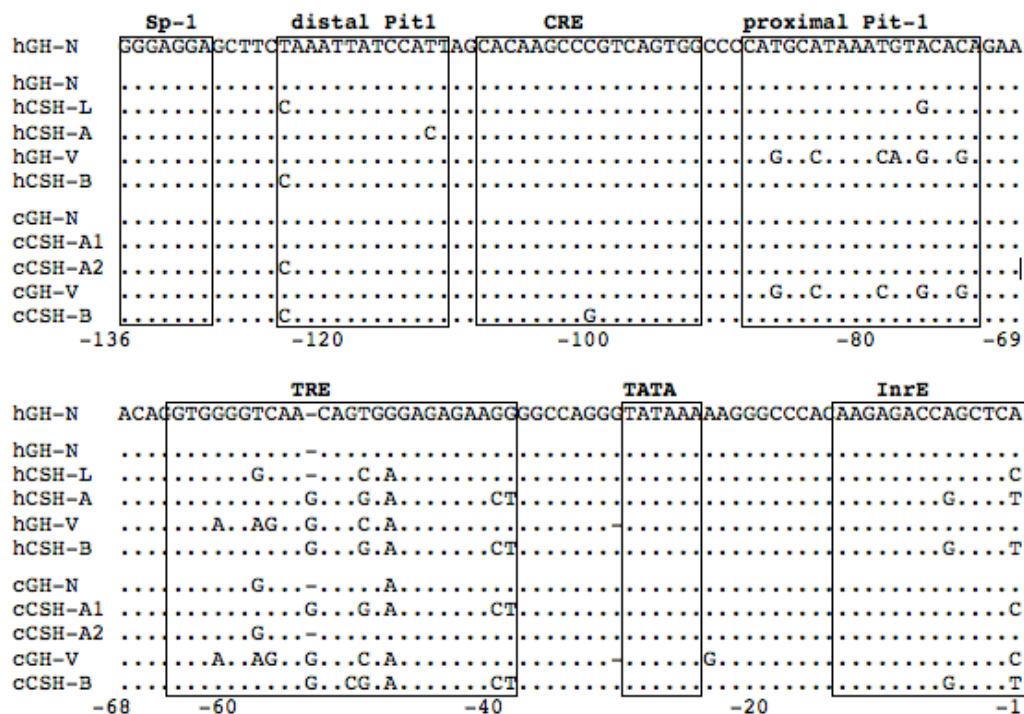 Sp-1 distal Pit1 CRE proximal Pit-1
hGH-N GGGAGGAGCTTCTAAATTATCCATTAGCACAAGCCCGTCAGTGGCCCCATGCATAAATGTACACAGAA
hGH-N ....................................................................
hCSH-L ............C...............................................G.......
hCSH-A .......................C............................................
hGH-V .................................................G..C....CA.G..G....
hCSH-B ............C.......................................................
cGH-N ....................................................................
cCSH-A1 ....................................................................
cCSH-A2 ............C.......................................................
cGH-V .................................................G..C....C..G..G....
cCSH-B ............C......................G................................
-136 -120 -100 -80 -69
TRE TATA InrE
hGH-N ACAGGTGGGGTCAA-CAGTGGGAGAGAAGGGGCCAGGGTATAAAAAGGGCCCACAAGAGACCAGCTCA
hGH-N ..............-.....................................................
hCSH-L ..........G...-...C.A..............................................C
hCSH-A ..............G...G.A.......CT................................G....T
hGH-V .......A..AG..G...C.A................-..............................
hCSH-B ..............G...G.A.......CT................................G....T
cGH-N ..........G...-.....A...............................................
cCSH-A1 ..............G...G.A.......CT.....................................C
cCSH-A2 ..........G...-.....................................................
cGH-V .......A..AG..G...C.A................-......G......................C
cCSH-B ..............G..CG.A.......CT................................G....T
-68 -60 -40 -20 -1